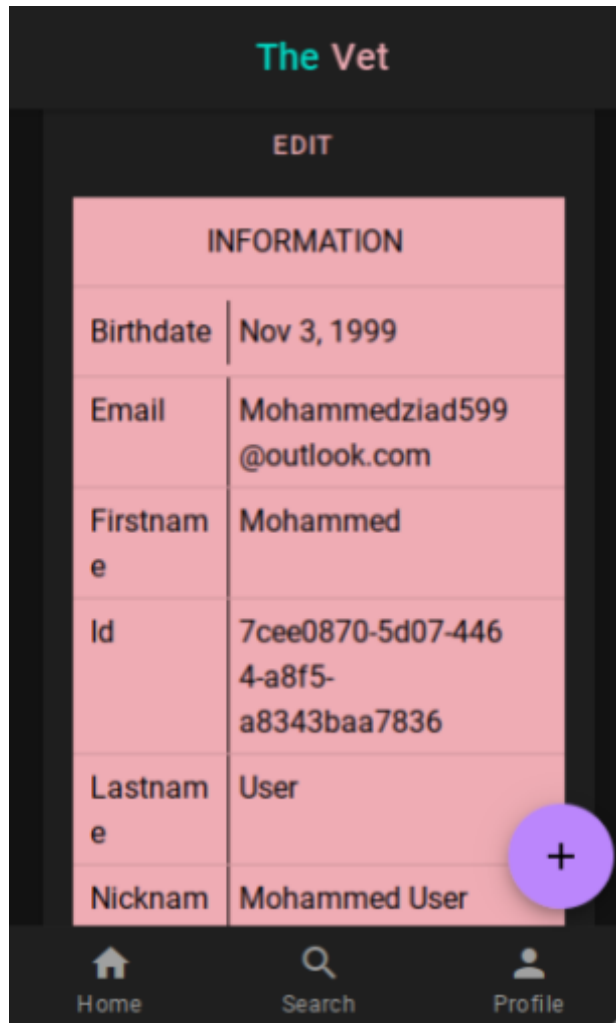 The Vet
EDIT
INFORMATION
Birthdate Nov 3, 1999
Email Mohammedziad599
@outlook.com
Firstnam Mohammed
e
Id 7cee0870-5d07-446
4-a8f5-
a8343baa7836
Lastnam User
e
Nicknam Mohammed User
+
Home Search Profile